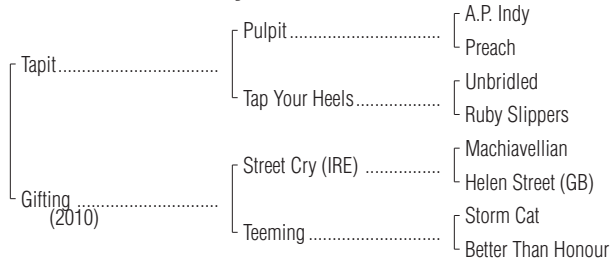 A.P. Indy
Pulpit
Preach
Tapit
Unbridled
Tap Your Heels
Ruby Slippers
Machiavellian
Street Cry (IRE)
Helen Street (GB)
Gifting
(2010)
Storm Cat
Teeming
Better Than Honour